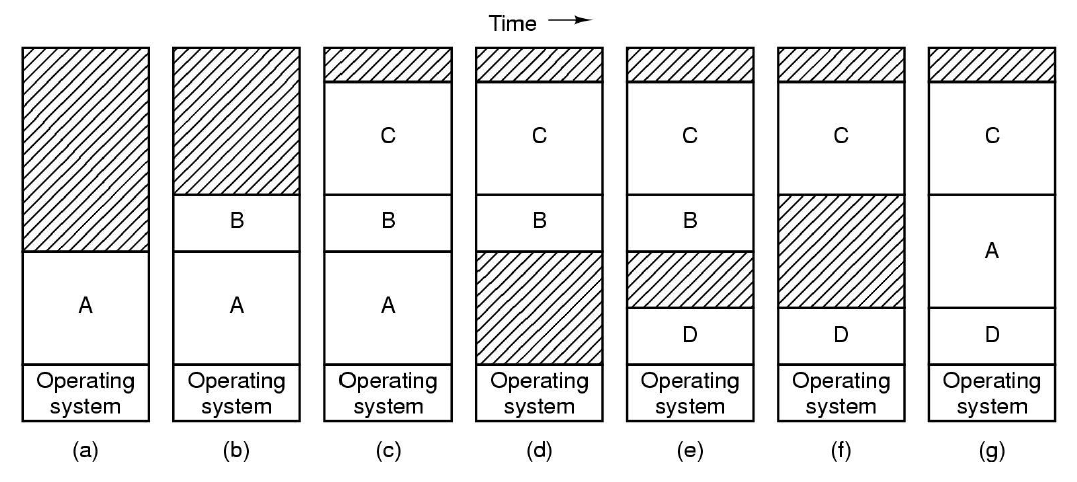 Time
A
Operating
system
(a)
B
A
Operating
system
(b)
C
B
A
Operating
system
(c)
C
B
Operating
system
(d)
C
B
D
Operating
system
(e)
C
D
Operating
system
(f)
C
A
D
Operating
system
(g)